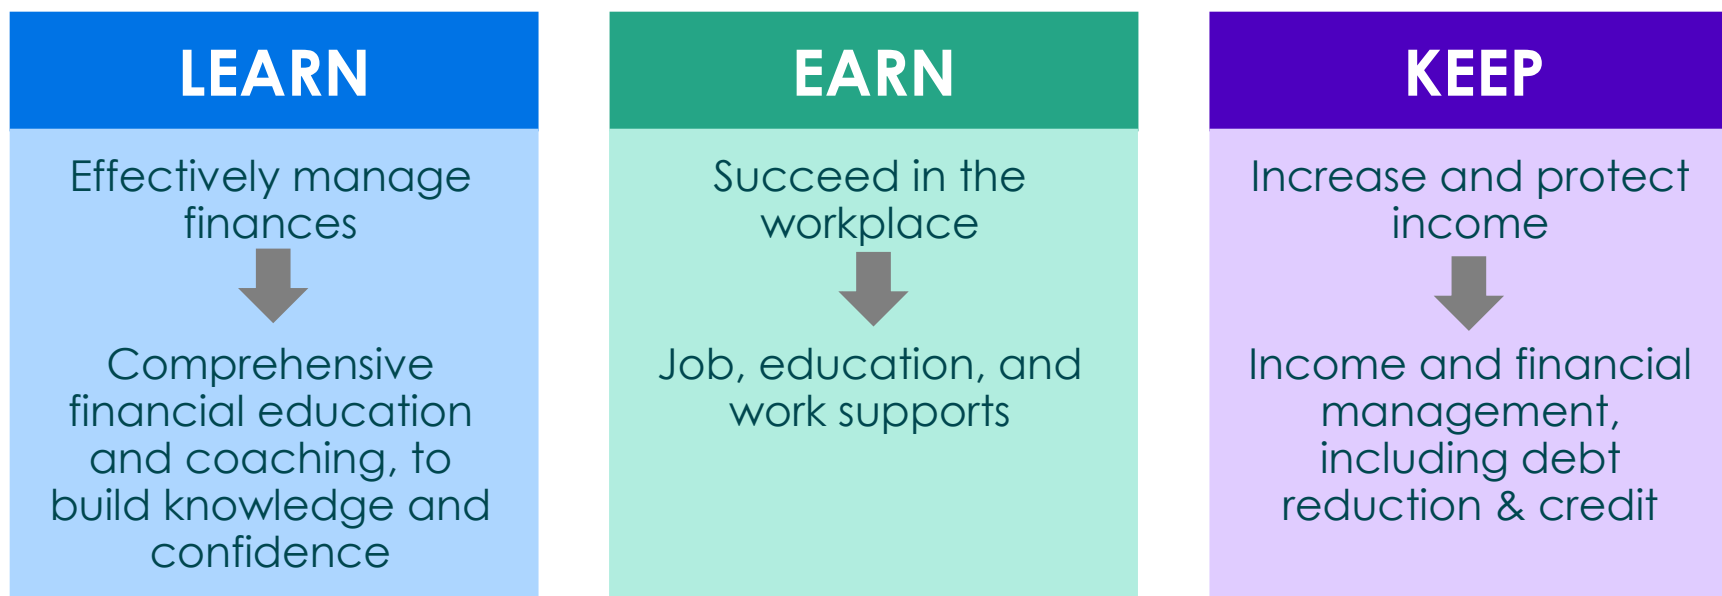 LEARN
Effectively manage
finances
Comprehensive
financial education
and coaching, to
build knowledge and
confidence
EARN
Succeed in the
workplace
Job, education, and
work supports
KEEP
Increase and protect
income
Income and financial
management,
including debt
reduction & credit